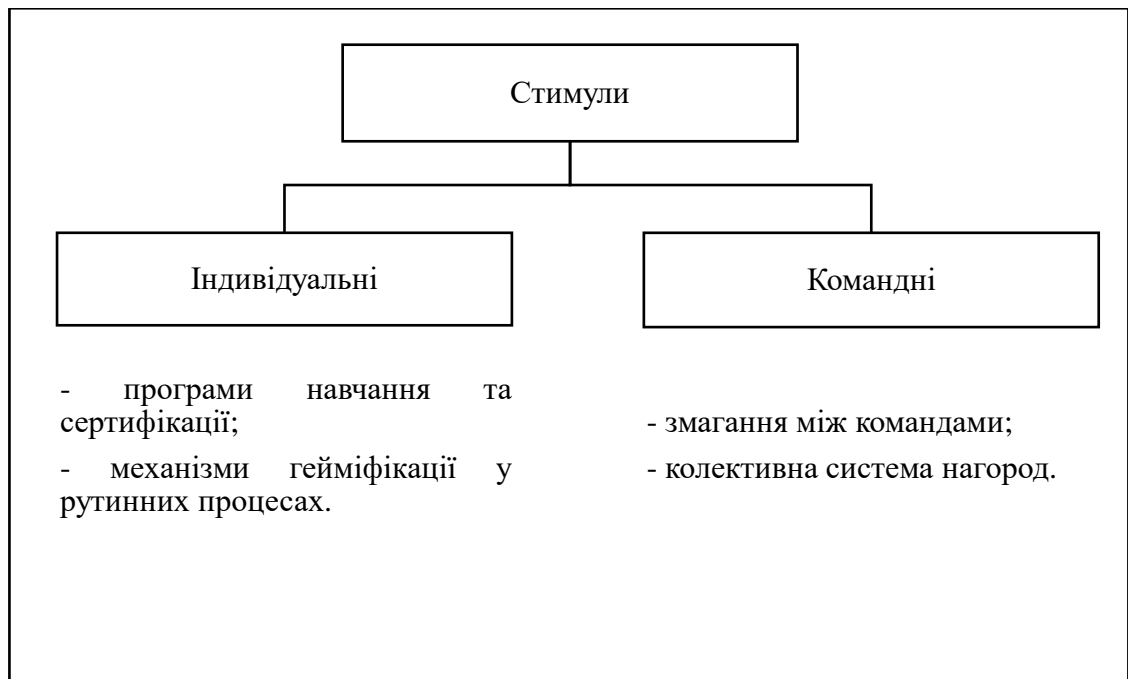 Стимули
Індивідуальні
Командні
- програми навчання та
сертифікації;
- механізми гейміфікації у
рутинних процесах.
- змагання між командами;
- колективна система нагород.